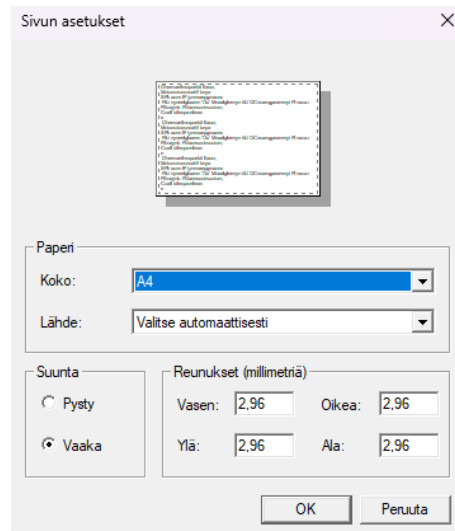 Sivun asetukset
Paperi
Koko: A4
Lähde: Valitse automaattisesti
Suunta
Pysty
Vaaka
Reunukset (millimetriä)
Vasen: 2,96 Oikea: 2,96
Ylä: 2,96 Ala: 2,96
OK Peruuta